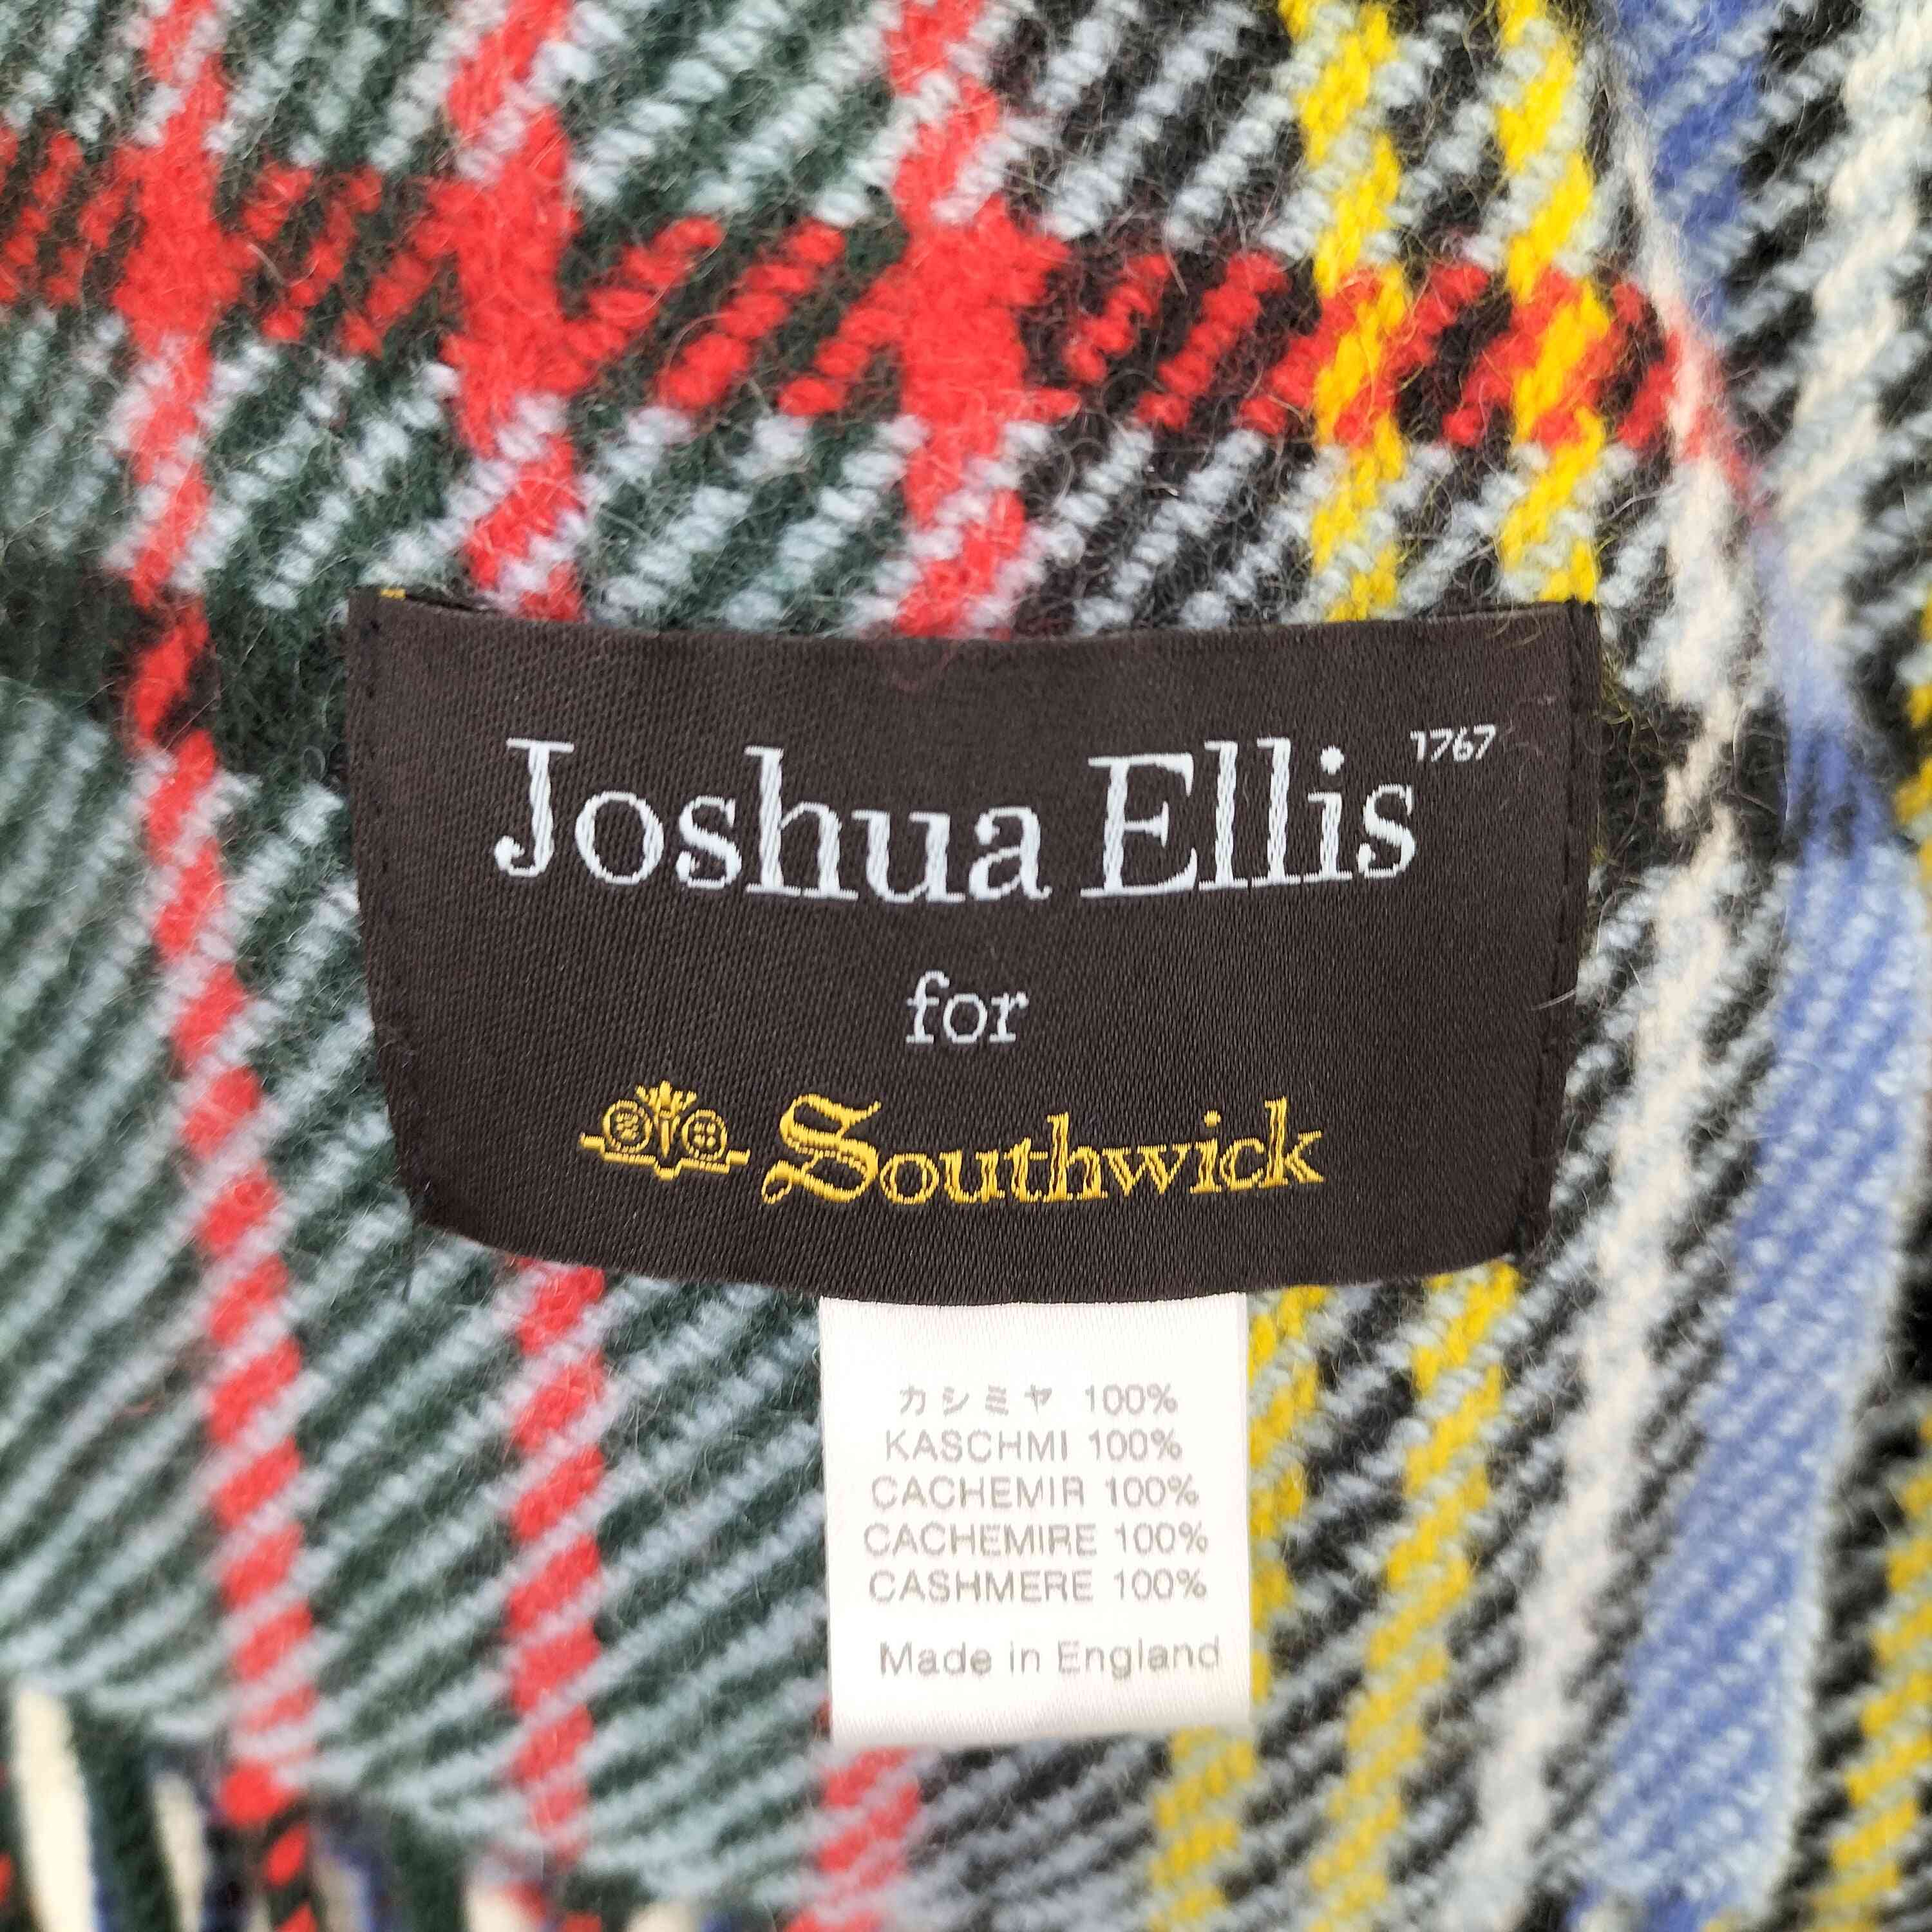 Joshua Ellis 1767
for
Southwick
カシミヤ 100%
KASCHMI 100%
CACHEMIR 100%
CACHEMIRE 100%
CASHMERE 100%
Made in England